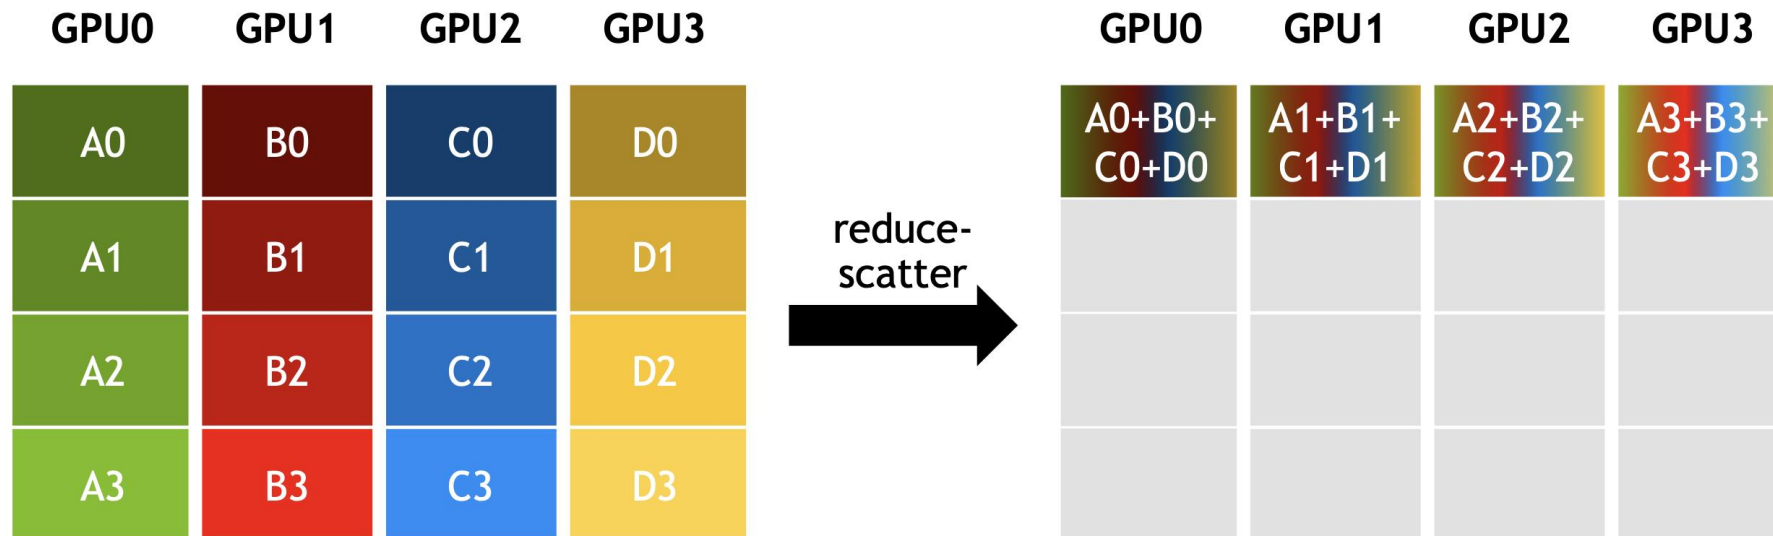 GPU0 GPU1 GPU2 GPU3
A0 B0 C0 D0
A1 B1 C1 D1
A2 B2 C2 D2
A3 B3 C3 D3
reduce-
scatter
GPU0 GPU1 GPU2 GPU3
A0+B0+ A1+B1+ A2+B2+ A3+B3+
C0+D0 C1+D1 C2+D2 C3+D3